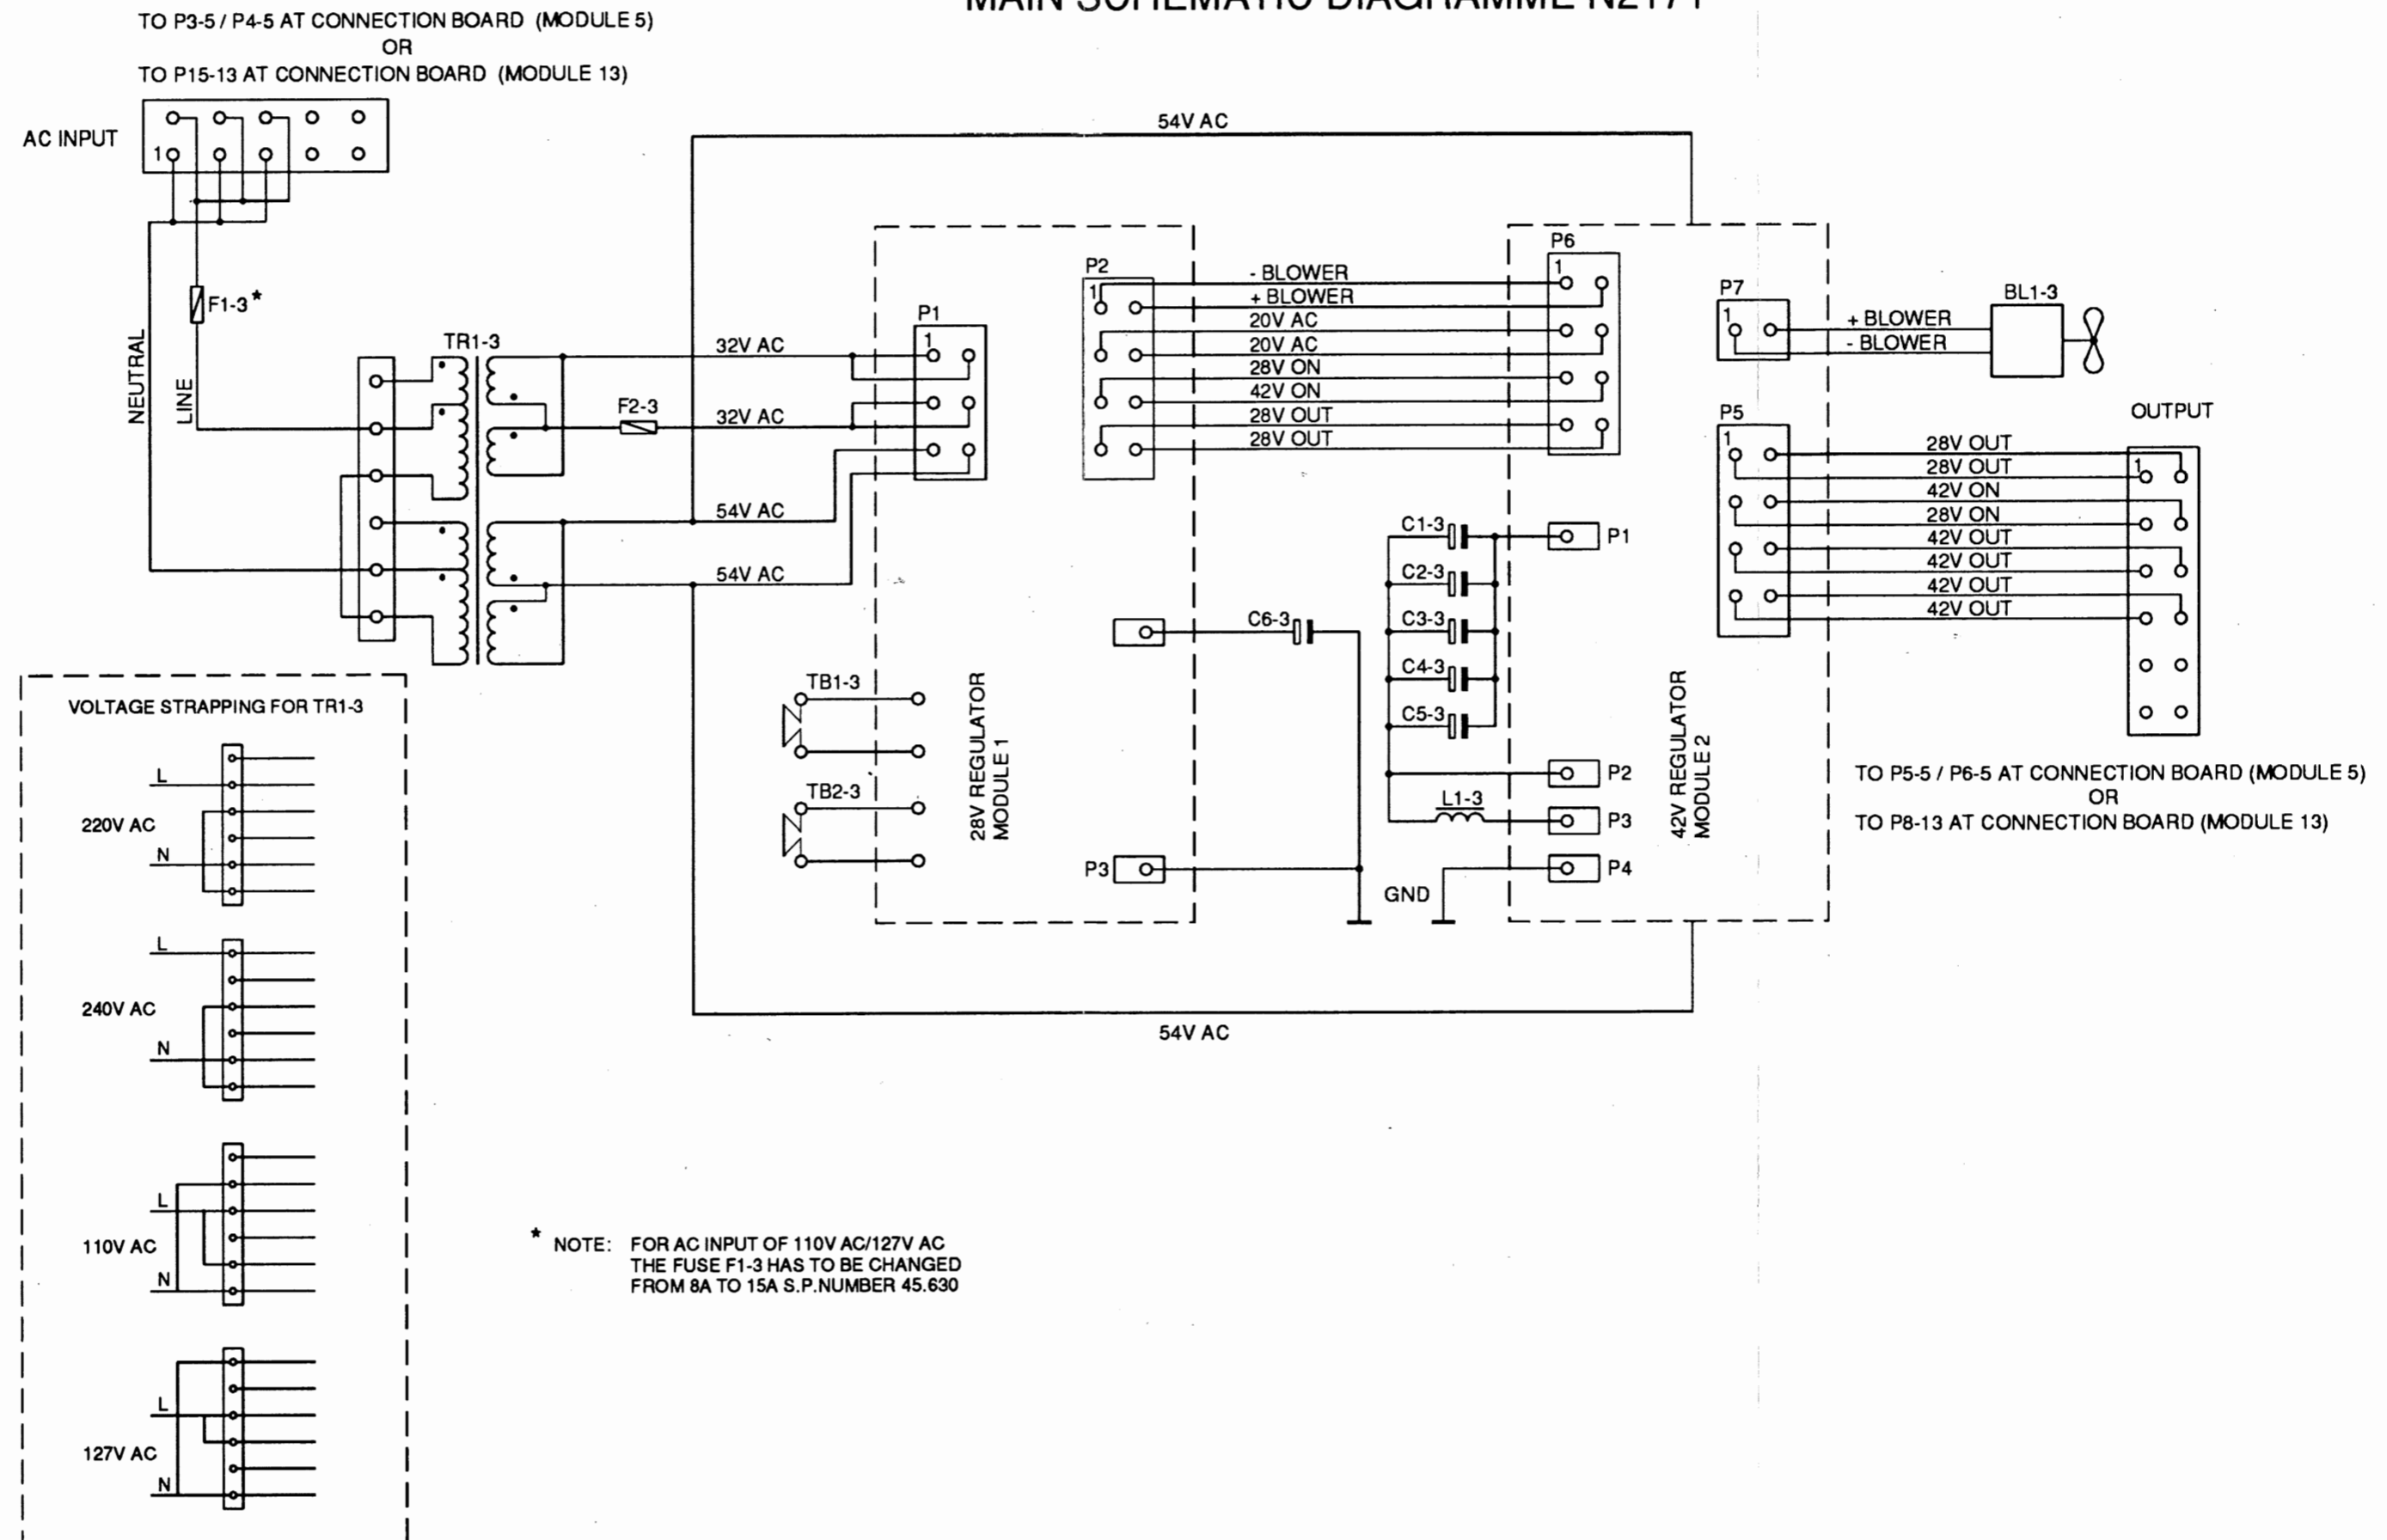 MAIN SCHEMATIC DIAGRAMME N2171
TO P3-5 / P4-5 AT CONNECTION BOARD (MODULE 5)
OR
TO P15-13 AT CONNECTION BOARD (MODULE 13)
AC INPUT
1
F1-3*
NEUTRAL
LINE
TR1-3
54V AC
32V AC
F2-3
32V AC
54V AC
54V AC
P1
1
P2
1
- BLOWER
+ BLOWER
20V AC
20V AC
28V ON
42V ON
28V OUT
28V OUT
P6
1
P7
1
+ BLOWER
- BLOWER
BL1-3
P5
1
28V OUT
28V OUT
42V ON
28V ON
42V OUT
42V OUT
42V OUT
42V OUT
OUTPUT
1
C1-3
C2-3
C3-3
C4-3
C5-3
C6-3
P1
P2
L1-3
P3
P4
GND
TB1-3
TB2-3
28V REGULATOR
MODULE 1
P3
42V REGULATOR
MODULE 2
TO P5-5 / P6-5 AT CONNECTION BOARD (MODULE 5)
OR
TO P8-13 AT CONNECTION BOARD (MODULE 13)
54V AC
VOLTAGE STRAPPING FOR TR1-3
L
220V AC
N
L
240V AC
N
L
110V AC
N
L
127V AC
N
* NOTE: FOR AC INPUT OF 110V AC/127V AC
THE FUSE F1-3 HAS TO BE CHANGED
FROM 8A TO 15A S.P.NUMBER 45.630